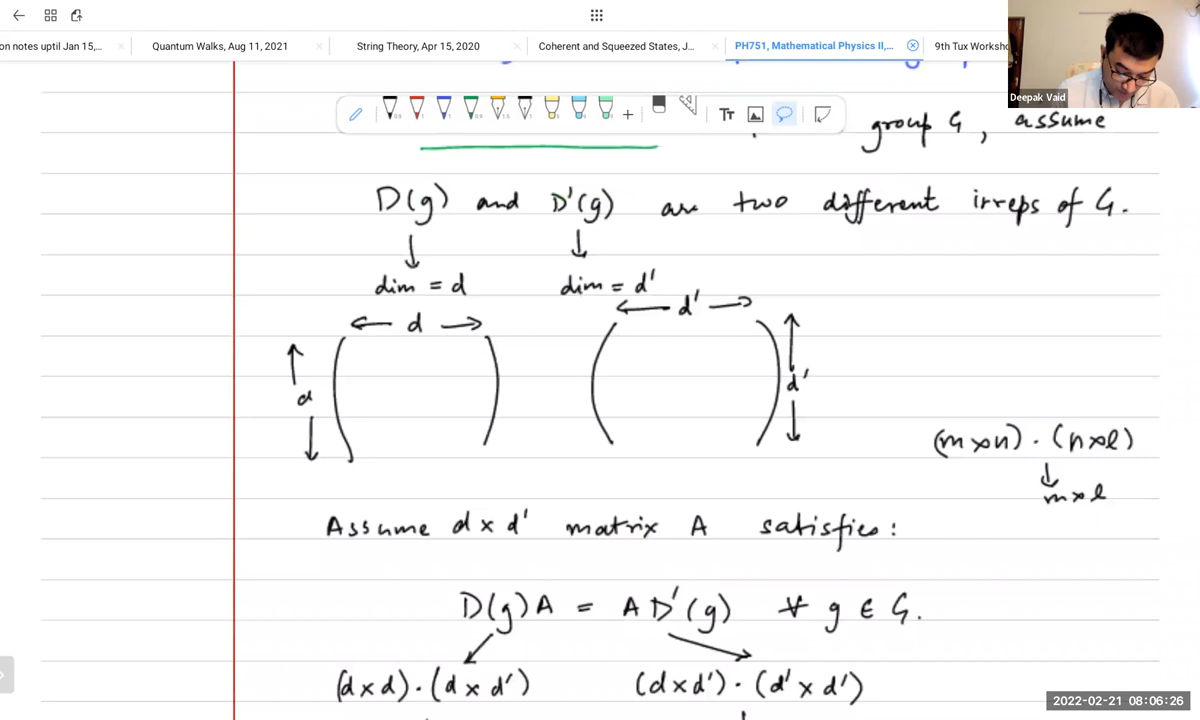 on notes uptil Jan 15,...
Quantum Walks, Aug 11, 2021
String Theory, Apr 15, 2020
Coherent and Squeezed States, J...
PH751, Mathematical Physics II,...
9th Tux Worksho
Deepak Vaid
Tт
group G, assume
D(g) and D'(g) are two different irreps of G.
↓ ↓
dim = d dim = d'
← d → ← d' →
↑ d ↓ ( ) ( ) ↑ d' ↓
(m×n) · (n×l)
↓
m×l
Assume d × d' matrix A satisfies :
D(g)A = A D'(g) ∀ g ∈ G.
(d×d) · (d×d') (d×d') · (d'×d')
2022-02-21 08:06:26